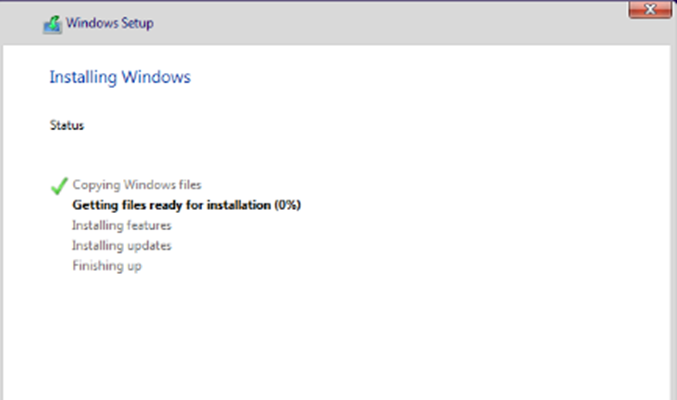 Windows Setup
Installing Windows
Status
Copying Windows files
Getting files ready for installation (0%)
Installing features
Installing updates
Finishing up